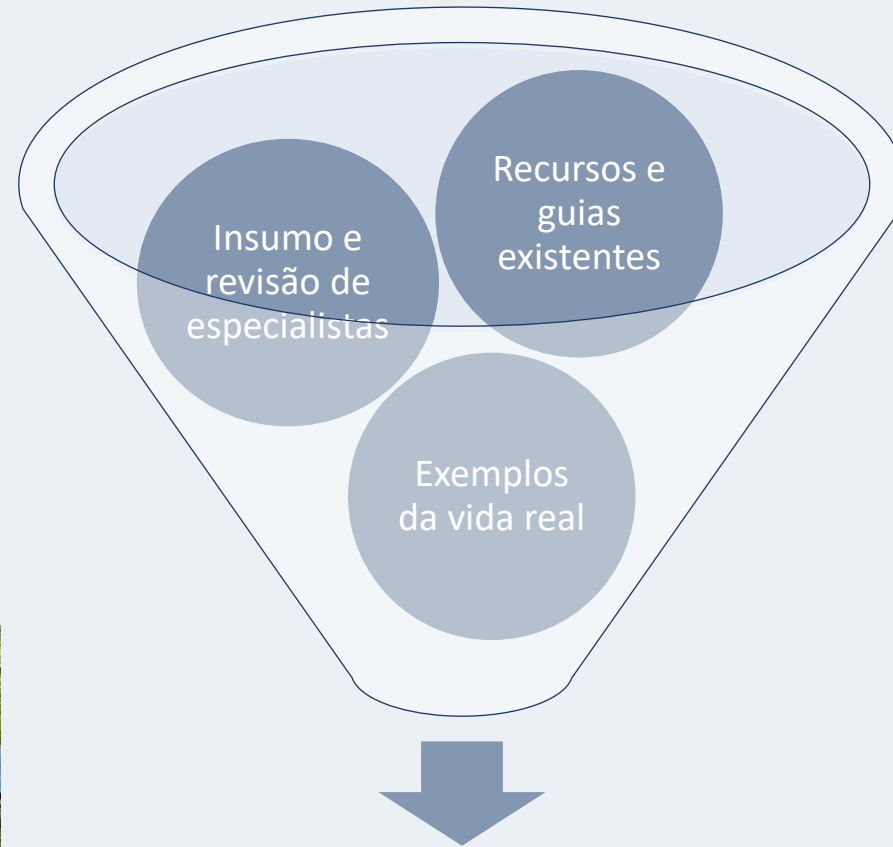 Recursos e
guias
existentes
Insumo e
revisão de
especialistas
Exemplos
da vida real